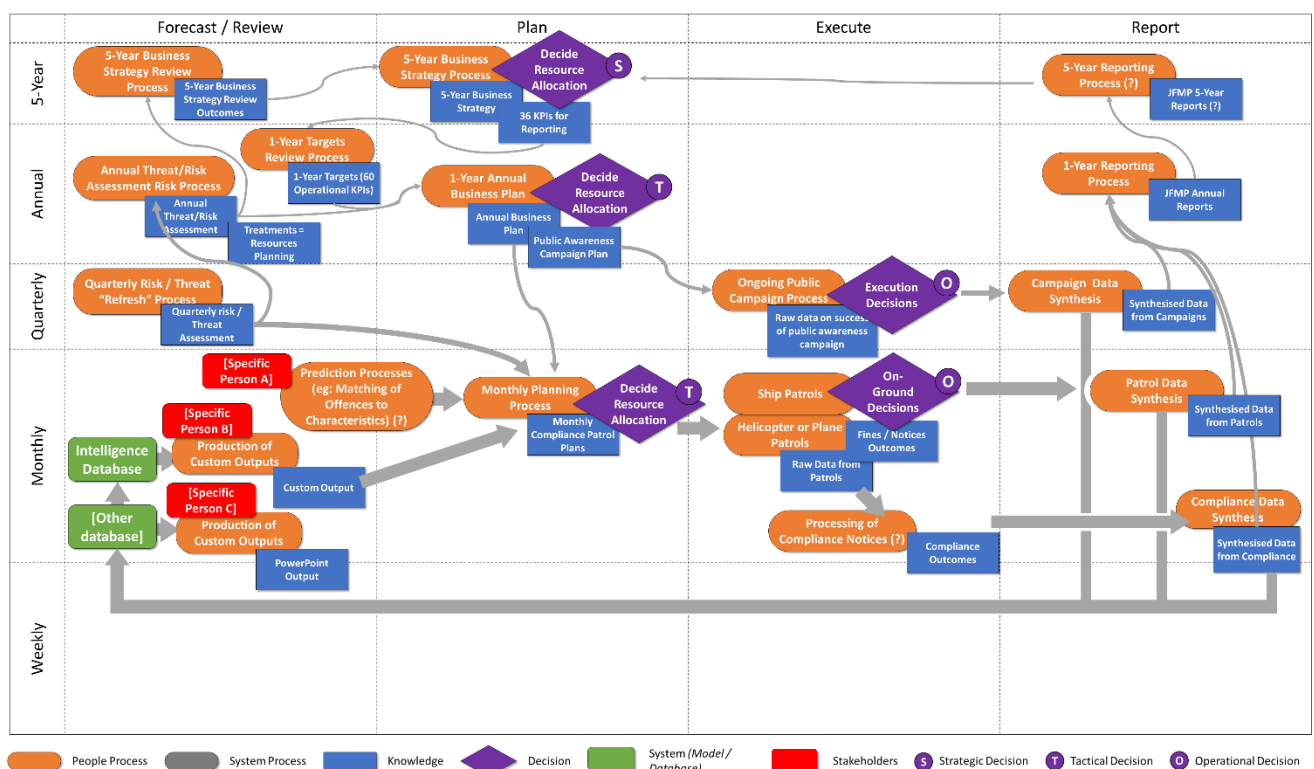 Forecast / Review
Plan
Execute
Report
5-Year
5-Year Business
Strategy Review
Process
5-Year Business
Strategy Review
Outcomes
5-Year Business
Strategy Process
5-Year Business
Strategy
36 KPIs for
Reporting
Decide
Resource
Allocation
S
5-Year Reporting
Process (?)
JFMP 5-Year
Reports (?)
Annual
1-Year Targets
Review Process
1-Year Targets (60
Operational KPIs)
Annual Threat/Risk
Assessment Risk Process
Annual
Threat/Risk
Assessment
Treatments =
Resources
Planning
1-Year Annual
Business Plan
Annual Business
Plan
Public Awareness
Campaign Plan
Decide
Resource
Allocation
T
1-Year Reporting
Process
JFMP Annual
Reports
Quarterly
Quarterly Risk / Threat
“Refresh” Process
Quarterly risk /
Threat
Assessment
Ongoing Public
Campaign Process
Raw data on success
of public awareness
campaign
Execution
Decisions
O
Campaign Data
Synthesis
Synthesised Data
from Campaigns
Monthly
[Specific
Person A]
Prediction Processes
(eg: Matching of
Offences to
Characteristics) (?)
[Specific
Person B]
Intelligence
Database
Production of
Custom Outputs
Custom Output
[Specific
Person C]
[Other
database]
Production of
Custom Outputs
PowerPoint
Output
Monthly Planning
Process
Monthly
Compliance Patrol
Plans
Decide
Resource
Allocation
T
Ship Patrols
Helicopter or Plane
Patrols
On-
Ground
Decisions
O
Fines / Notices
Outcomes
Raw Data from
Patrols
Processing of
Compliance Notices (?)
Compliance
Outcomes
Patrol Data
Synthesis
Synthesised Data
from Patrols
Compliance Data
Synthesis
Synthesised Data
from Compliance
Weekly
People Process
System Process
Knowledge
Decision
System (Model /
Database)
Stakeholders
S
Strategic Decision
T
Tactical Decision
O
Operational Decision